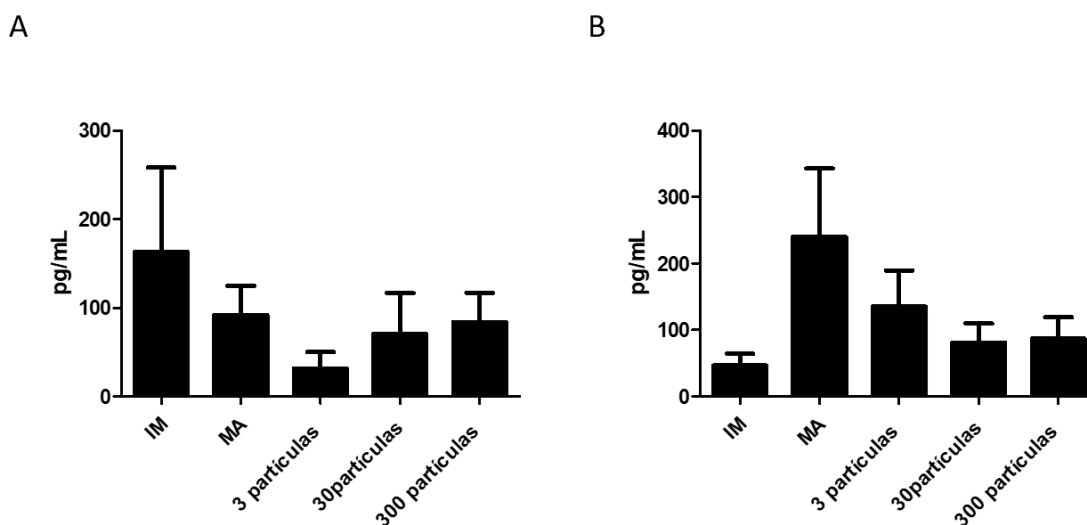 A
B
300
200
100
0
pg/mL
IM
MA
3 partículas
30partículas
300 partículas
400
300
200
100
0
pg/mL
IM
MA
3 partículas
30partículas
300 partículas